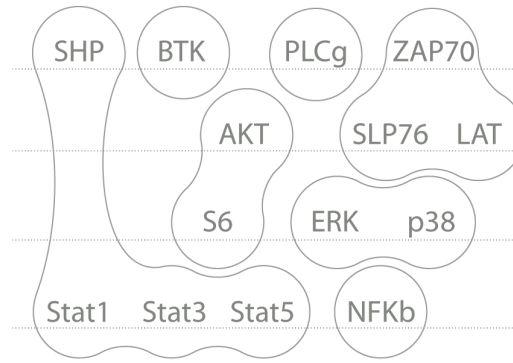 SHP BTK PLCg ZAP70
AKT SLP76 LAT
S6 ERK p38
Stat1 Stat3 Stat5 NFKb